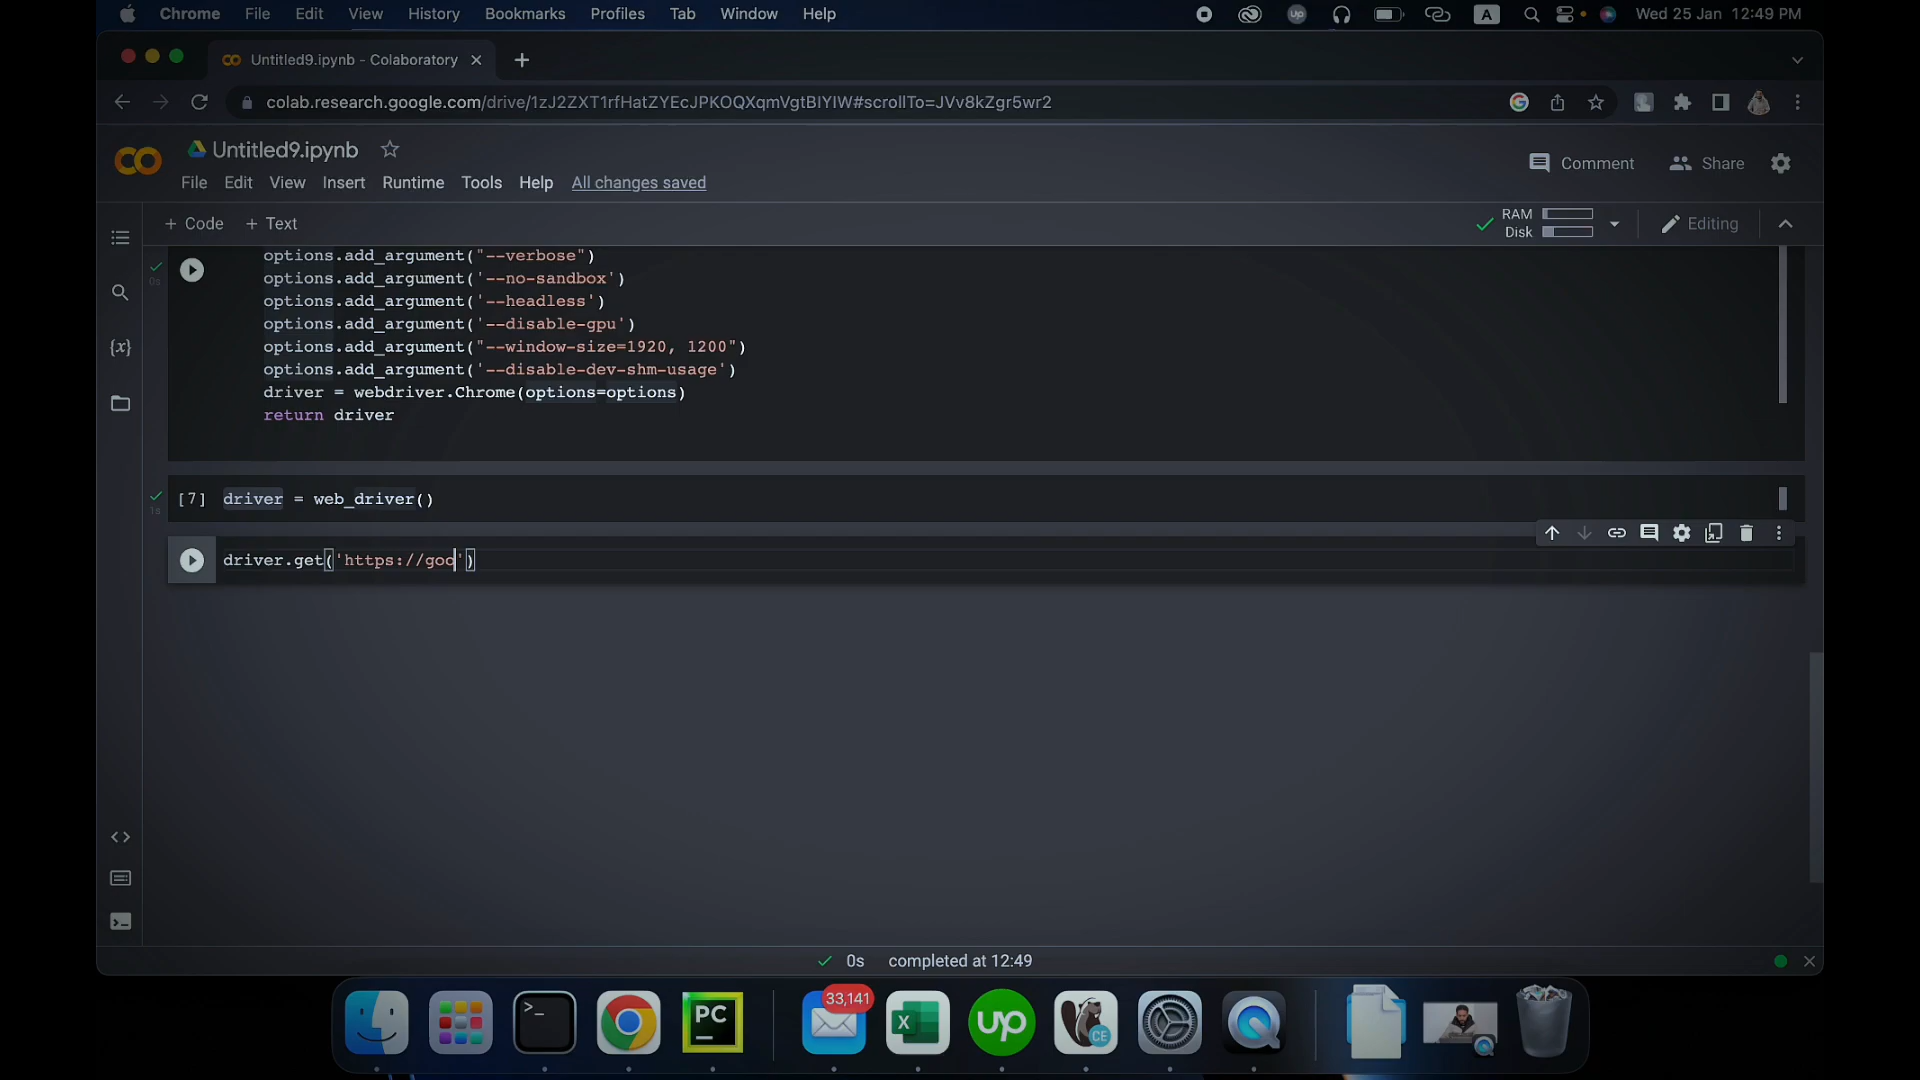 Chrome File Edit View History Bookmarks Profiles Tab Window Help A Wed 25 Jan 12:49 PM
Untitled9.ipynb - Colaboratory
colab.research.google.com/drive/1zJ2ZXT1rfHatZYEcJPKOQXqmVgtBIYIW#scrollTo=JVv8kZgr5wr2
Untitled9.ipynb
Comment Share
File Edit View Insert Runtime Tools Help All changes saved
+ Code + Text
RAM
Disk
Editing
options.add_argument("--verbose")
0s
options.add_argument('--no-sandbox')
options.add_argument('--headless')
options.add_argument('--disable-gpu')
{x}
options.add_argument("--window-size=1920, 1200")
options.add_argument('--disable-dev-shm-usage')
driver = webdriver.Chrome(options=options)
return driver
[7] driver = web_driver()
1s
driver.get('https://goo')
0s completed at 12:49
33,141
PC
X
up
CE